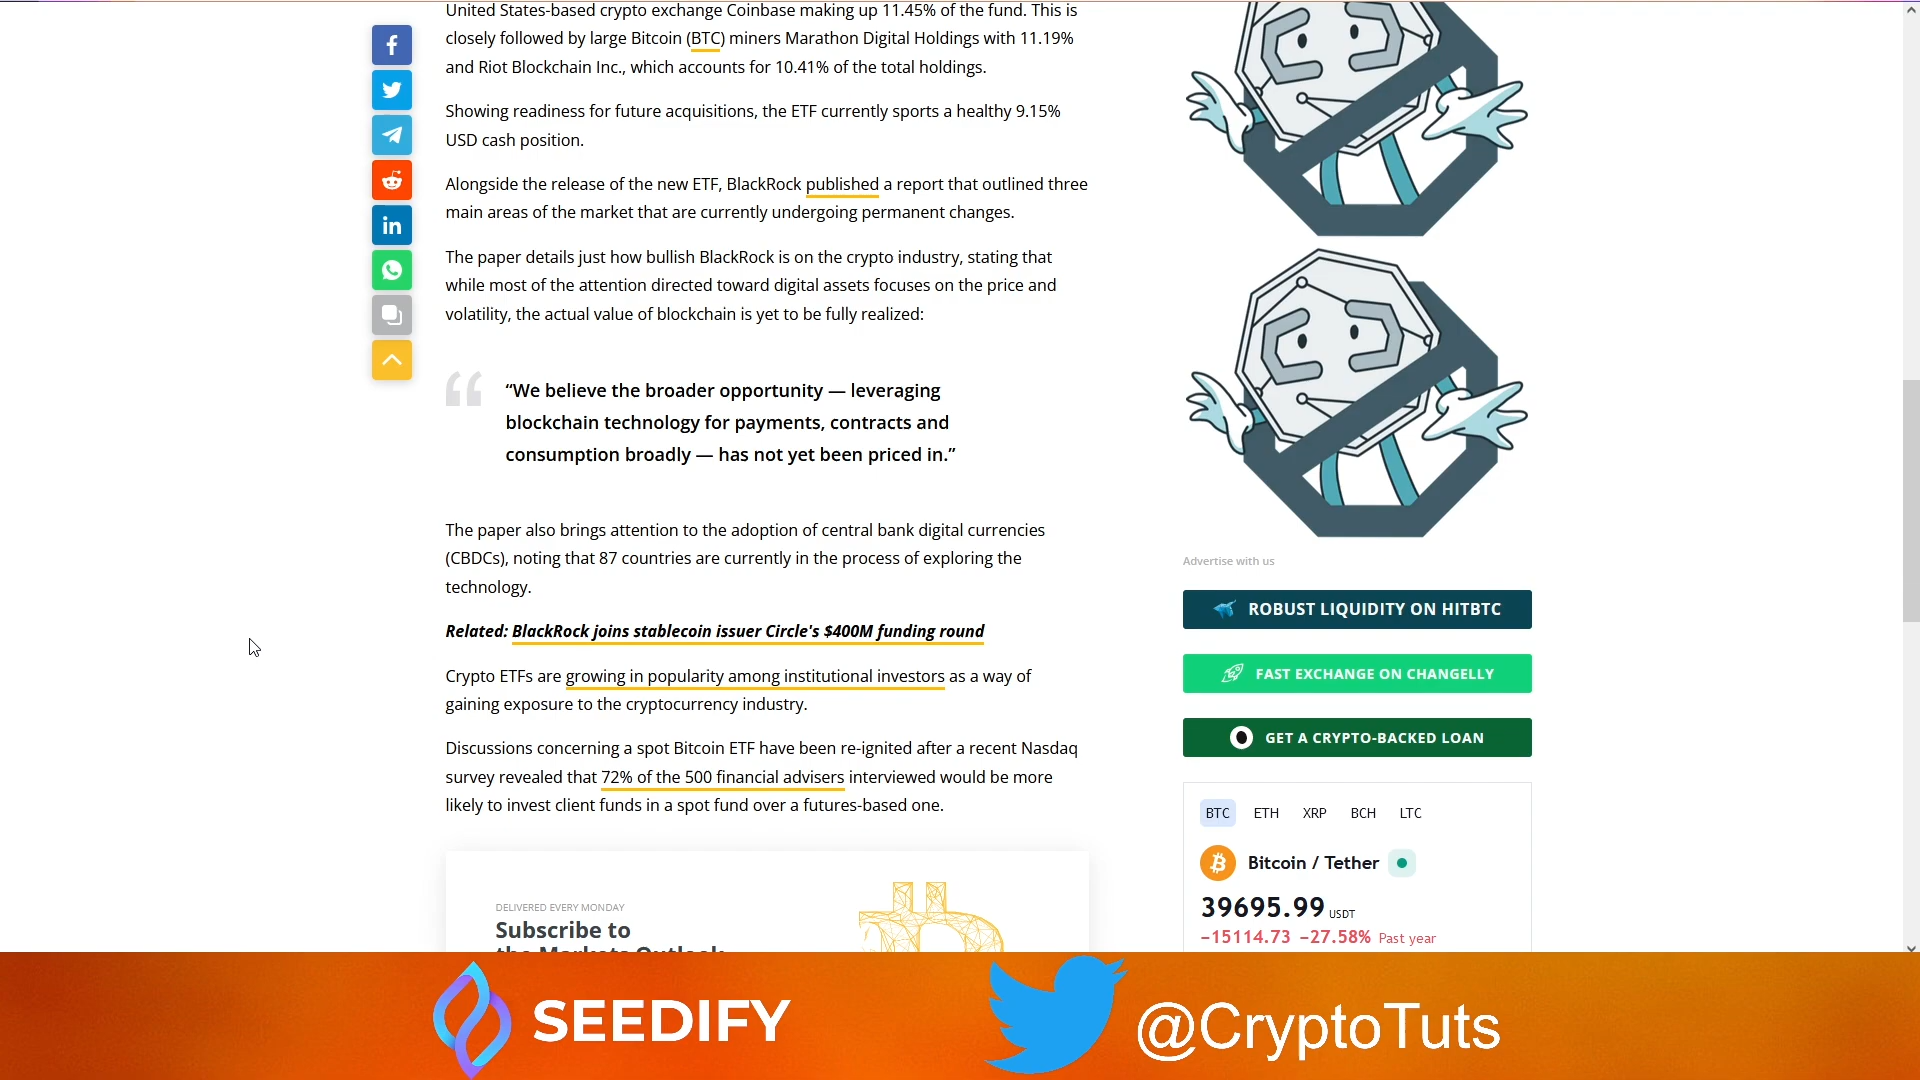 United States-based crypto exchange Coinbase making up 11.45% of the fund. This is
closely followed by large Bitcoin (BTC) miners Marathon Digital Holdings with 11.19%
and Riot Blockchain Inc., which accounts for 10.41% of the total holdings.
Showing readiness for future acquisitions, the ETF currently sports a healthy 9.15%
USD cash position.
Alongside the release of the new ETF, BlackRock published a report that outlined three
main areas of the market that are currently undergoing permanent changes.
The paper details just how bullish BlackRock is on the crypto industry, stating that
while most of the attention directed toward digital assets focuses on the price and
volatility, the actual value of blockchain is yet to be fully realized:
“We believe the broader opportunity — leveraging
blockchain technology for payments, contracts and
consumption broadly — has not yet been priced in.”
The paper also brings attention to the adoption of central bank digital currencies
(CBDCs), noting that 87 countries are currently in the process of exploring the
technology.
Related: BlackRock joins stablecoin issuer Circle's $400M funding round
Crypto ETFs are growing in popularity among institutional investors as a way of
gaining exposure to the cryptocurrency industry.
Discussions concerning a spot Bitcoin ETF have been re-ignited after a recent Nasdaq
survey revealed that 72% of the 500 financial advisers interviewed would be more
likely to invest client funds in a spot fund over a futures-based one.
DELIVERED EVERY MONDAY
Subscribe to
the Markets Outlook
Advertise with us
ROBUST LIQUIDITY ON HITBTC
FAST EXCHANGE ON CHANGELLY
GET A CRYPTO-BACKED LOAN
BTC ETH XRP BCH LTC
Bitcoin / Tether
39695.99 USDT
−15114.73 −27.58% Past year
SEEDIFY
@CryptoTuts